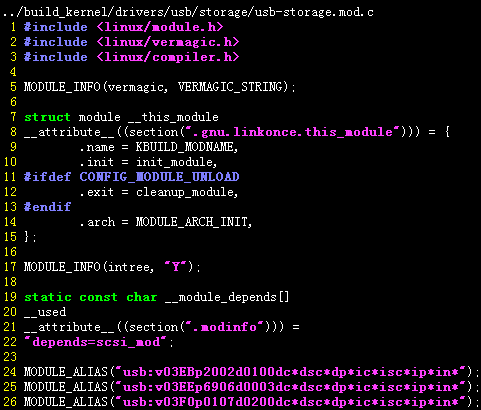 ../build_kernel/drivers/usb/storage/usb-storage.mod.c
1 #include <linux/module.h>
2 #include <linux/vermagic.h>
3 #include <linux/compiler.h>
4
5 MODULE_INFO(vermagic, VERMAGIC_STRING);
6
7 struct module __this_module
8 __attribute__((section(".gnu.linkonce.this_module"))) = {
9         .name = KBUILD_MODNAME,
10         .init = init_module,
11 #ifdef CONFIG_MODULE_UNLOAD
12         .exit = cleanup_module,
13 #endif
14         .arch = MODULE_ARCH_INIT,
15 };
16
17 MODULE_INFO(intree, "Y");
18
19 static const char __module_depends[]
20 __used
21 __attribute__((section(".modinfo"))) =
22 "depends=scsi_mod";
23
24 MODULE_ALIAS("usb:v03EBp2002d0100dc*dsc*dp*ic*isc*ip*in*");
25 MODULE_ALIAS("usb:v03EEp6906d0003dc*dsc*dp*ic*isc*ip*in*");
26 MODULE_ALIAS("usb:v03F0p0107d0200dc*dsc*dp*ic*isc*ip*in*");